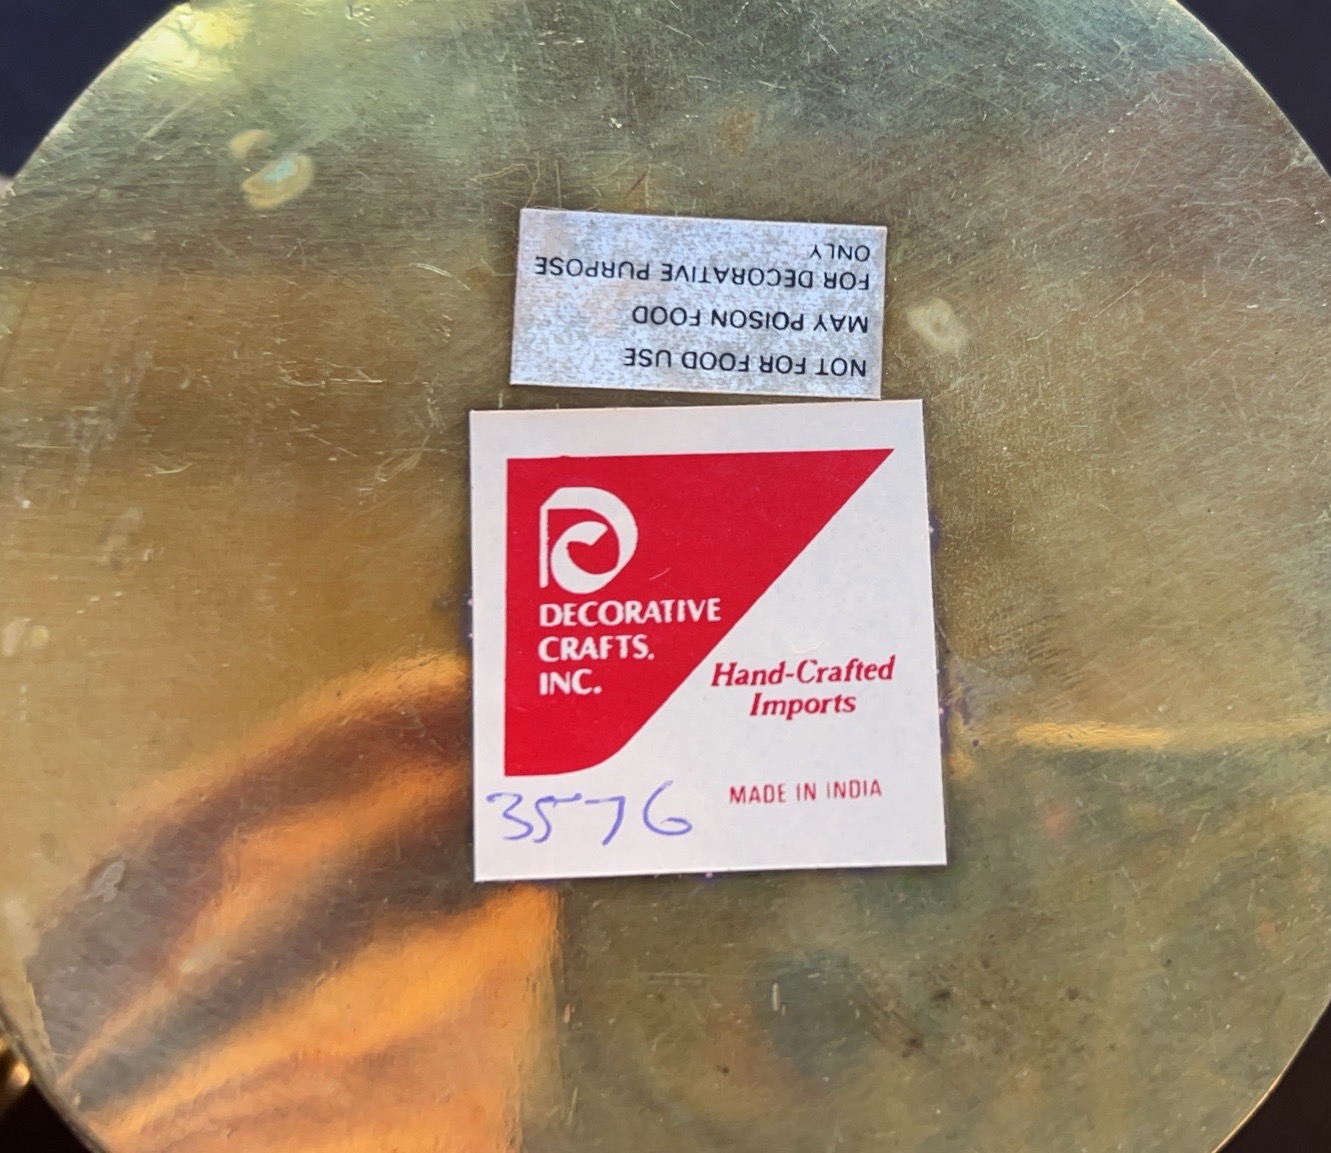 NOT FOR FOOD USE
MAY POISON FOOD
FOR DECORATIVE PURPOSE
ONLY
DECORATIVE
CRAFTS,
INC.
Hand-Crafted
Imports
MADE IN INDIA
3576